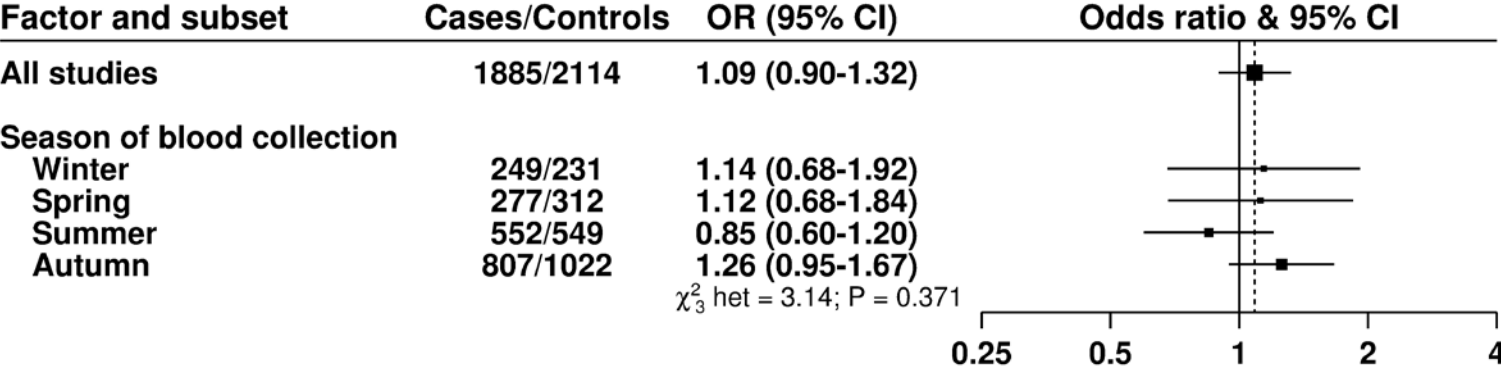 Factor and subset Cases/Controls OR (95% CI) Odds ratio & 95% CI
All studies 1885/2114 1.09 (0.90-1.32)
Season of blood collection
Winter 249/231 1.14 (0.68-1.92)
Spring 277/312 1.12 (0.68-1.84)
Summer 552/549 0.85 (0.60-1.20)
Autumn 807/1022 1.26 (0.95-1.67)
χ²₃ het = 3.14; P = 0.371
0.25 0.5 1 2 4